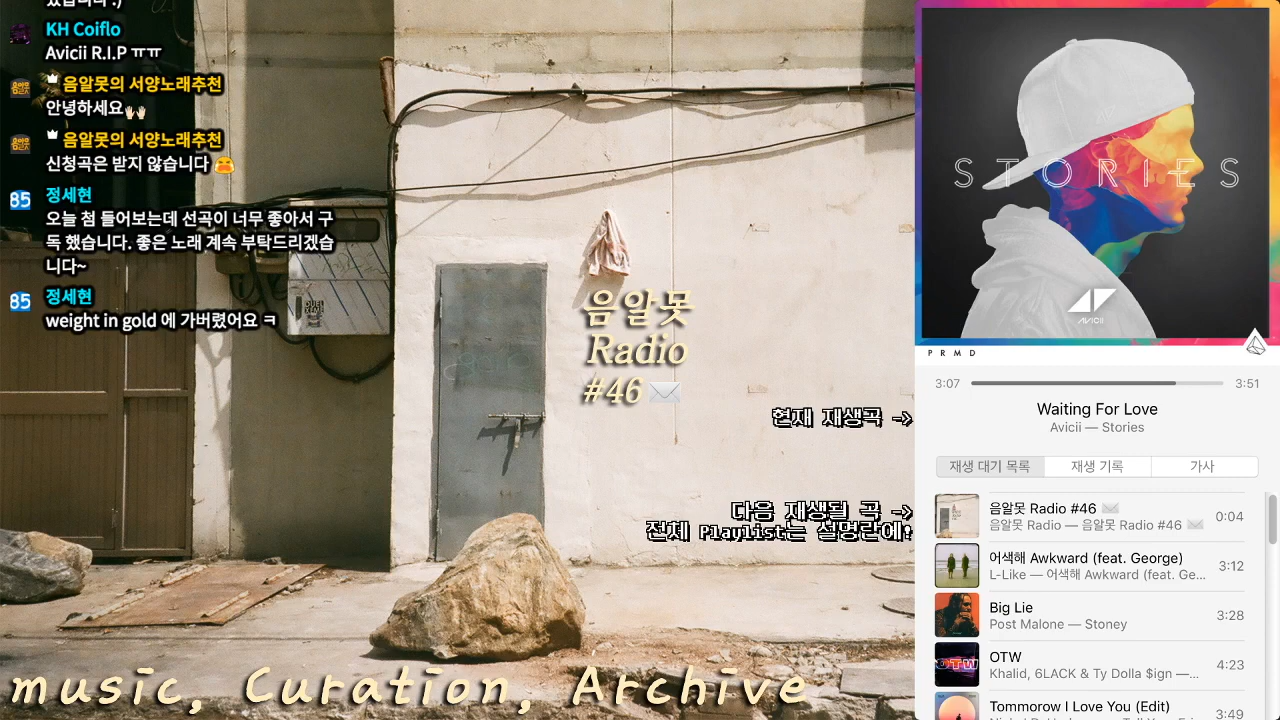 있습니다 :)
KH Coiflo
Avicii R.I.P ㅠㅠ
음알못의 서양노래추천
안녕하세요🙌🏻
음알못의 서양노래추천
신청곡은 받지 않습니다 😫
정세현
오늘 첨 들어보는데 선곡이 너무 좋아서 구
독 했습니다. 좋은 노래 계속 부탁드리겠습
니다~
정세현
weight in gold 에 가버렸어요 ㅋ
음알못
Radio
#46 ✉️
현재 재생곡 ->
다음 재생될 곡 ->
전체 Playlist는 설명란에!
music, Curation, Archive
STORIES
AVICII
PRMD
3:07
3:51
Waiting For Love
Avicii — Stories
재생 대기 목록
재생 기록
가사
음알못 Radio #46 ✉️
음알못 Radio — 음알못 Radio #46 ✉️
0:04
어색해 Awkward (feat. George)
L-Like — 어색해 Awkward (feat. Ge...
3:12
Big Lie
Post Malone — Stoney
3:28
OTW
OTW
Khalid, 6LACK & Ty Dolla $ign —...
4:23
Tommorow I Love You (Edit)
3:49